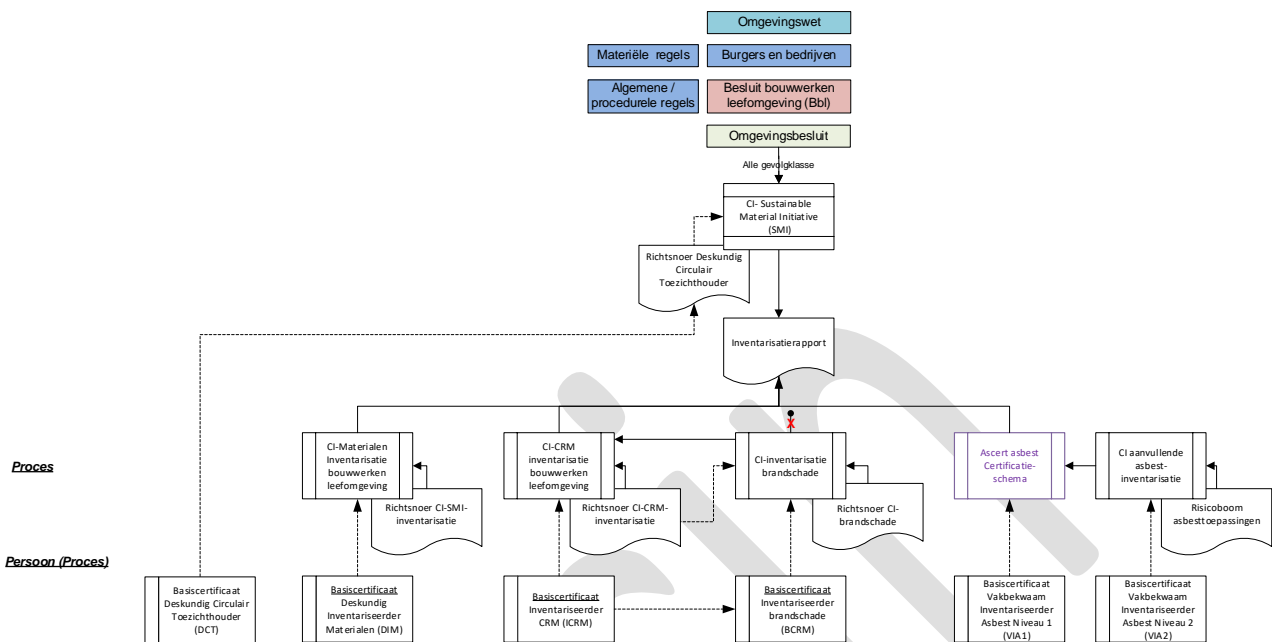 Omgevingswet
Materiële regels
Burgers en bedrijven
Algemene /
procedurele regels
Besluit bouwwerken
leefomgeving (Bbl)
Omgevingsbesluit
Alle gevolgklasse
CI- Sustainable
Material Initiative
(SMI)
Richtsnoer Deskundig
Circulair
Toezichthouder
Inventarisatierapport
Proces
CI-Materialen
Inventarisatie
bouwwerken
leefomgeving
Richtsnoer CI-SMI-
inventarisatie
CI-CRM
inventarisatie
bouwwerken
leefomgeving
Richtsnoer CI-CRM-
inventarisatie
X
CI-inventarisatie
brandschade
Richtsnoer CI-
brandschade
Ascert asbest
Certificatie-
schema
CI aanvullende
asbest-
inventarisatie
Risicoboom
asbesttoepassingen
Persoon (Proces)
Basiscertificaat
Deskundig Circulair
Toezichthouder
(DCT)
Basiscertificaat
Deskundig
Inventariseerder
Materialen (DIM)
Basiscertificaat
Inventariseerder
CRM (ICRM)
Basiscertificaat
Inventariseerder
brandschade
(BCRM)
Basiscertificaat
Vakbekwaam
Inventariseerder
Asbest Niveau 1
(VIA1)
Basiscertificaat
Vakbekwaam
Inventariseerder
Asbest Niveau 2
(VIA2)